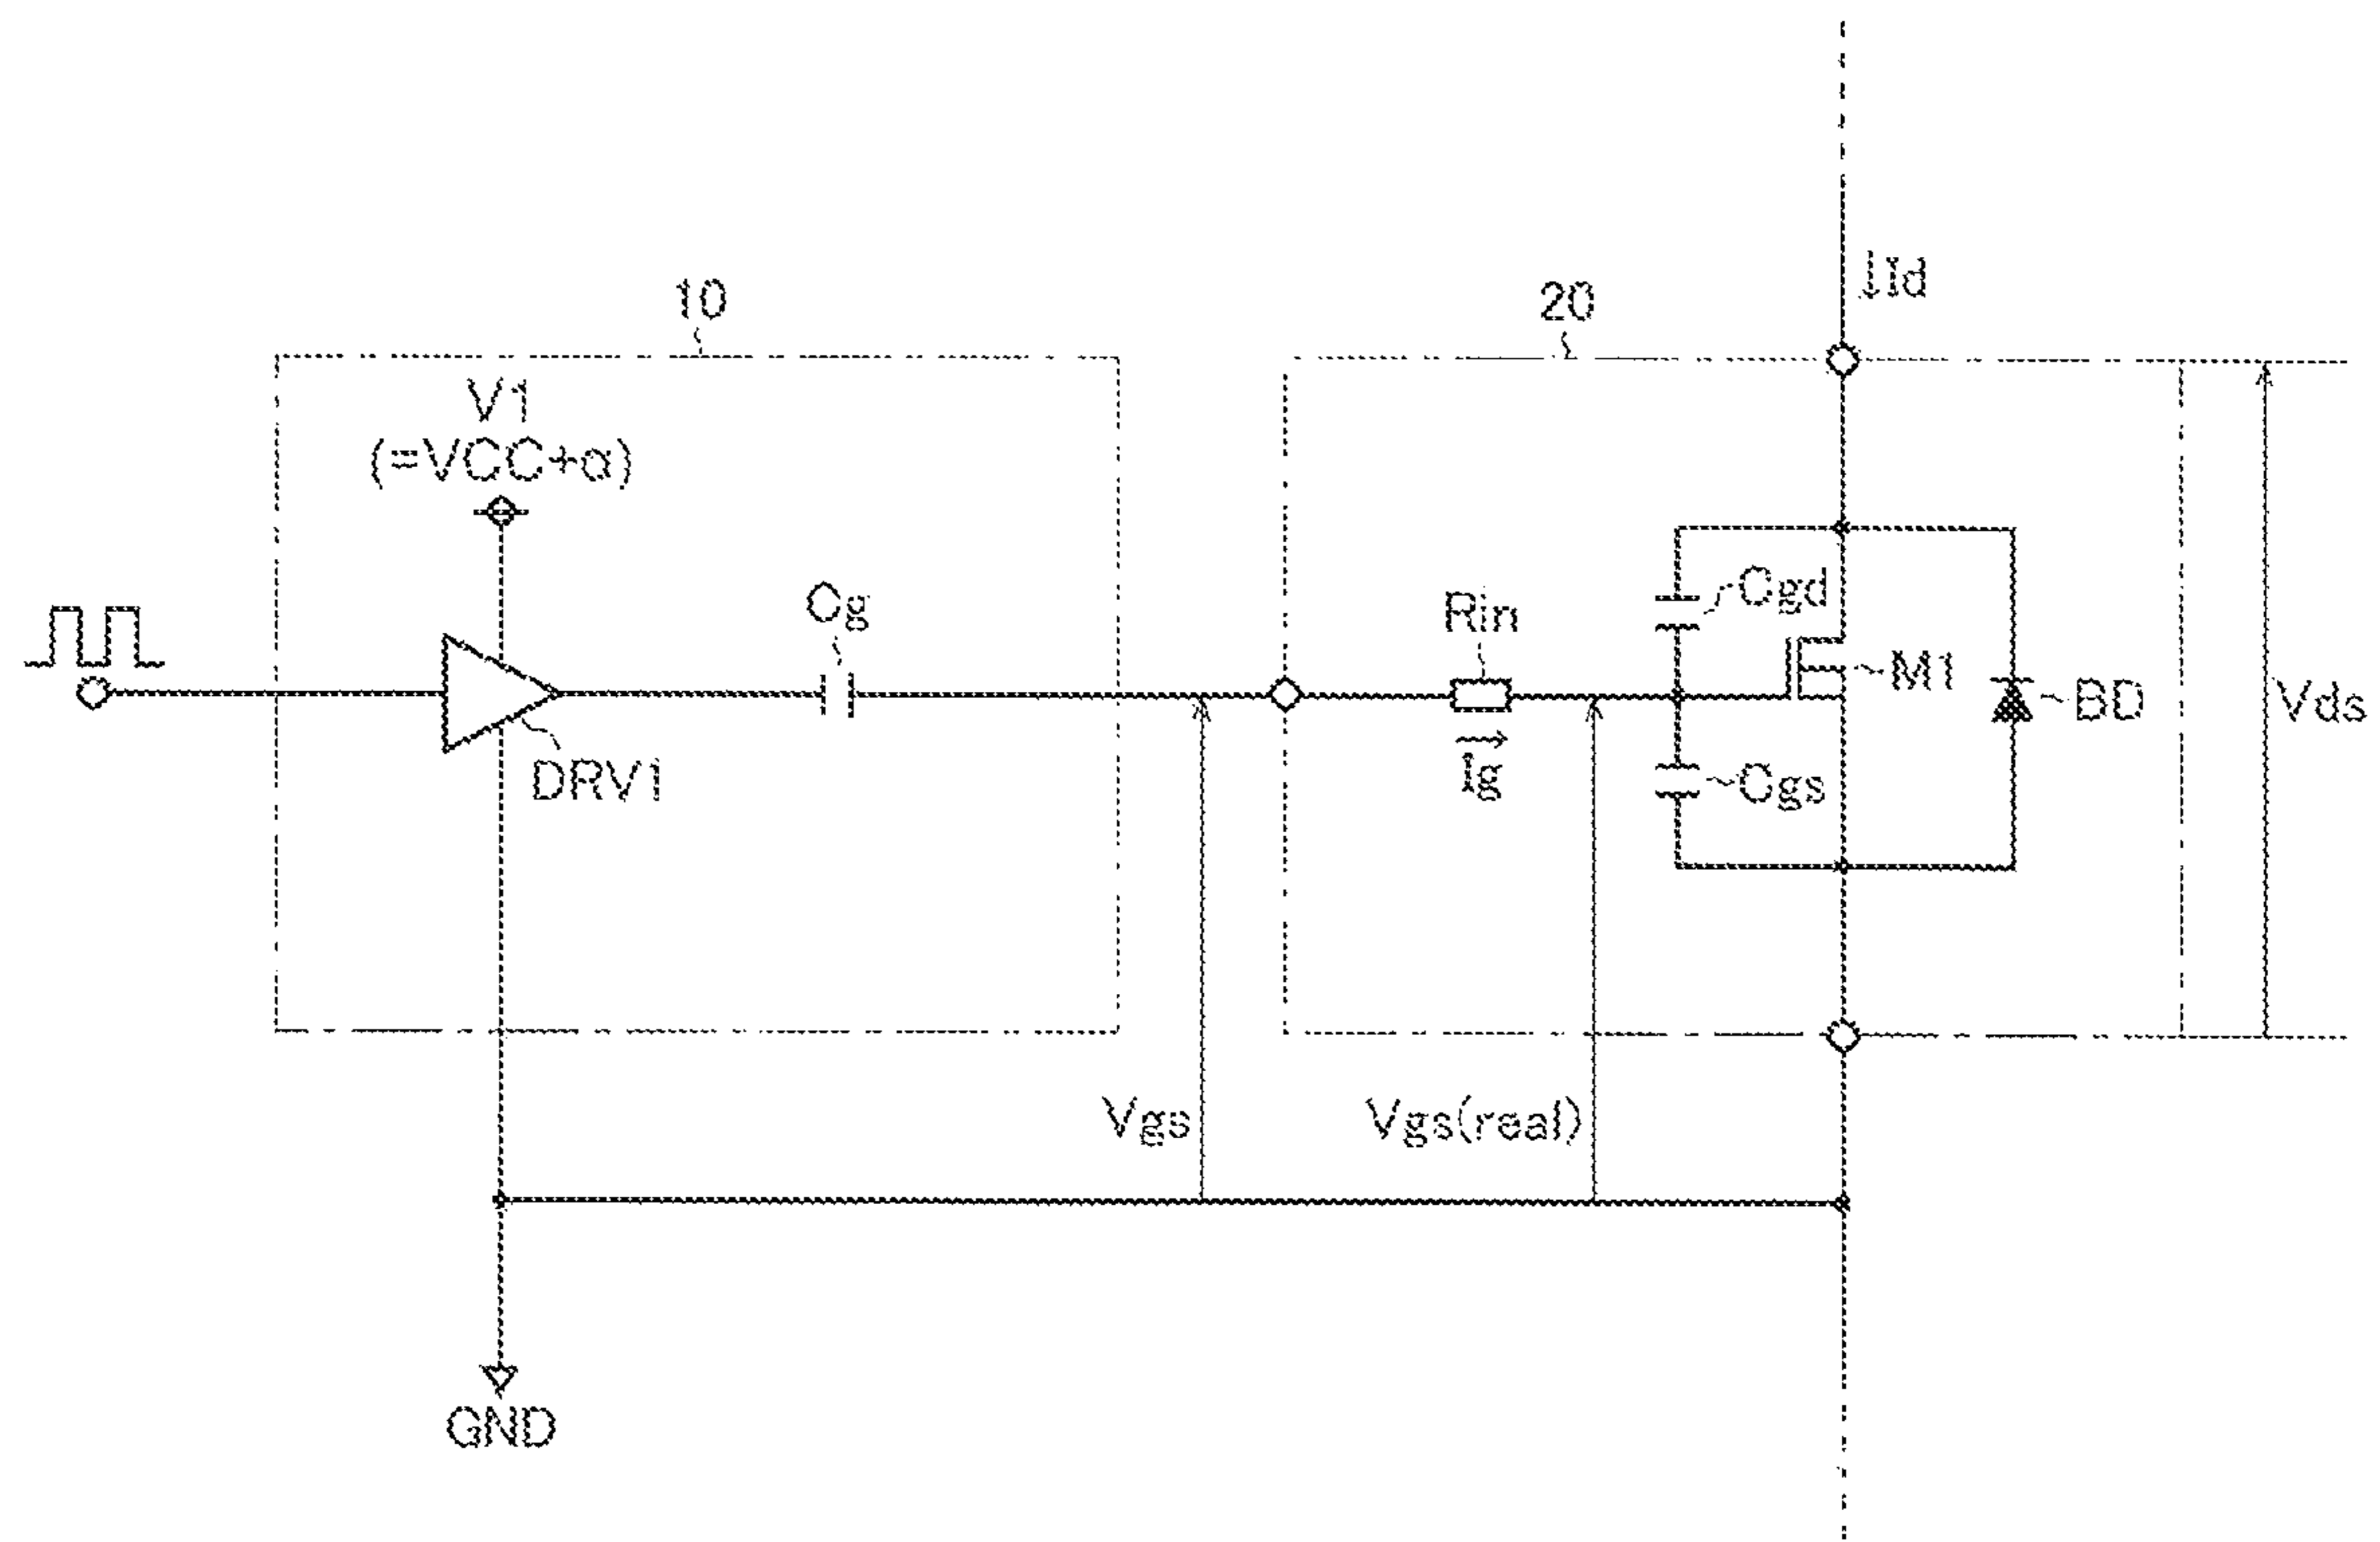 10
20
Id
V1
(=VCC+α)
Cg
Rin
Cgd
M1
BD
Vds
DRV1
Ig
Cgs
Vgs
Vgs(real)
GND